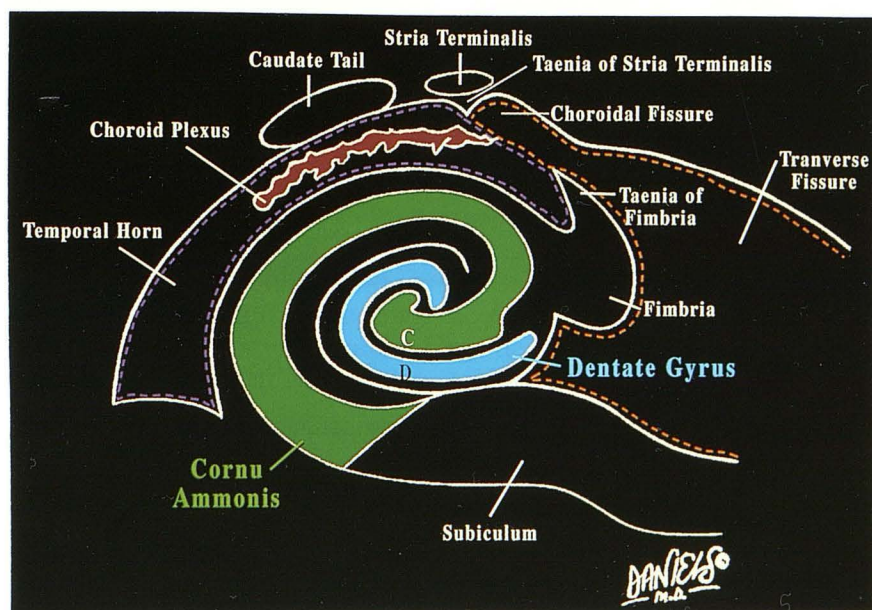 Stria Terminalis
Caudate Tail
Taenia of Stria Terminalis
Choroid Plexus
Choroidal Fissure
Tranverse
Fissure
Taenia of
Fimbria
Temporal Horn
Fimbria
C
D
Dentate Gyrus
Cornu
Ammonis
Subiculum
DANIELS©
M.D.